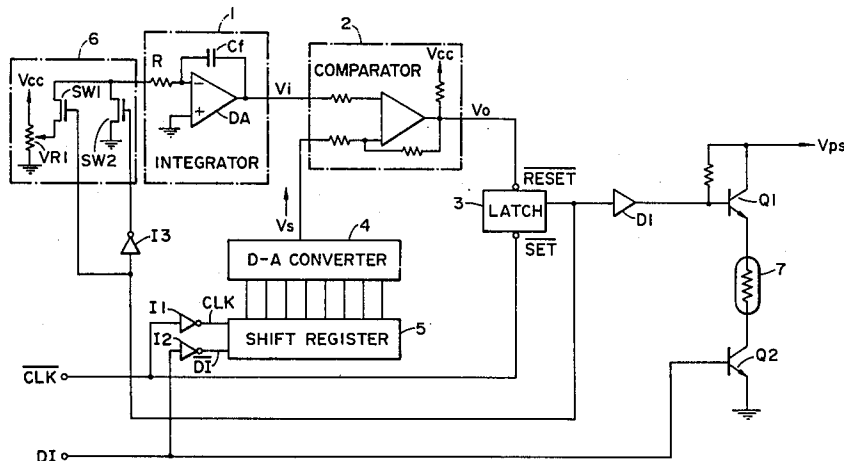 6
1
2
Vcc
SW1
VR1
SW2
R
Cf
−
+
DA
INTEGRATOR
Vi
COMPARATOR
Vcc
Vo
Vps
RESET
3
LATCH
SET
D1
Q1
7
Q2
I3
Vs
4
D-A CONVERTER
I1
CLK
5
SHIFT REGISTER
I2
DI
CLK
DI